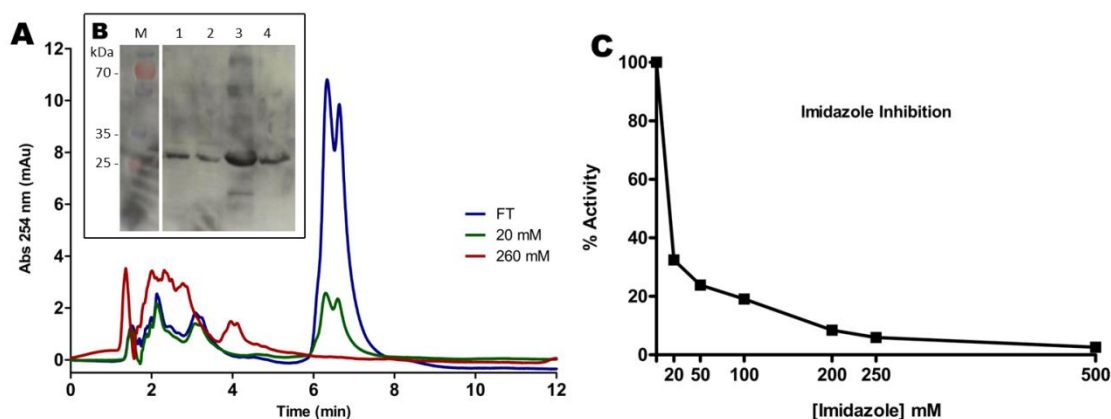 A
B
M 1 2 3 4
kDa
70 -
35 -
25 -
12
10
8
6
4
2
0
Abs 254 nm (mAu)
0 2 4 6 8 10 12
Time (min)
FT
20 mM
260 mM
C
100
80
60
40
20
0
% Activity
Imidazole Inhibition
20 50 100 200 250 500
[Imidazole] mM